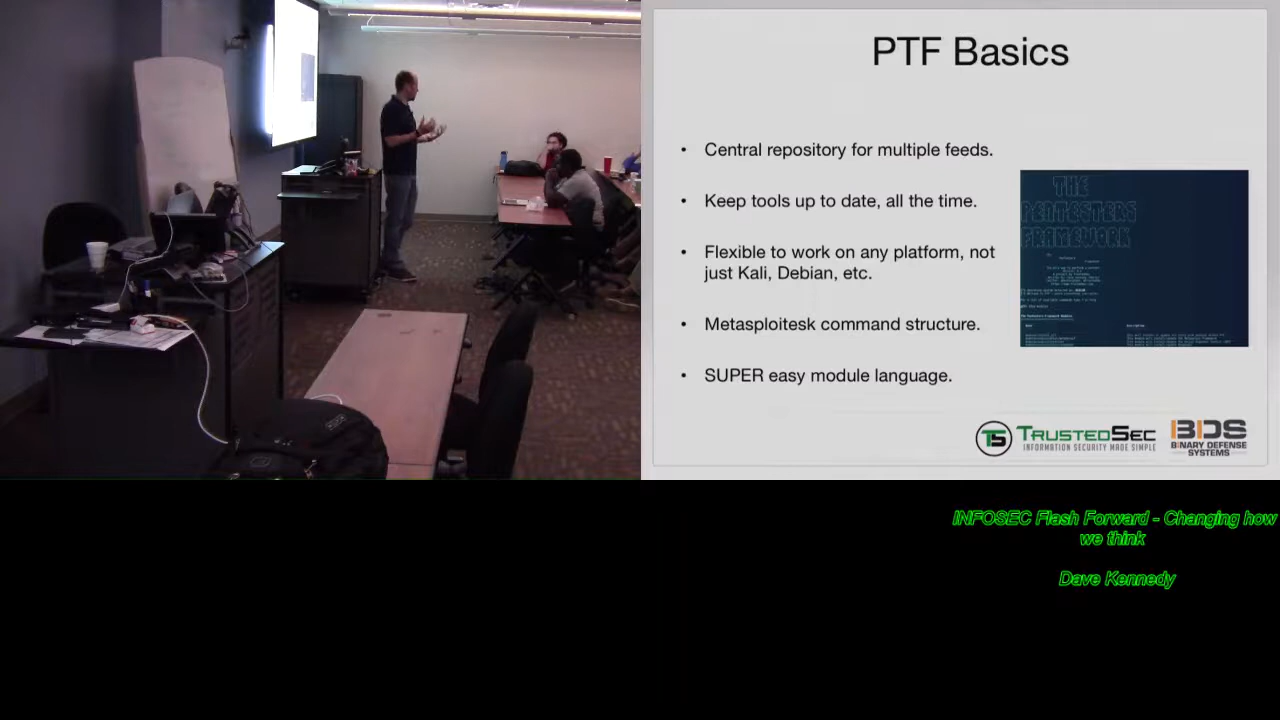 PTF Basics
• Central repository for multiple feeds.
• Keep tools up to date, all the time.
• Flexible to work on any platform, not
just Kali, Debian, etc.
• Metasploitesk command structure.
• SUPER easy module language.
THE
PENTESTERS
FRAMEWORK
TS TRUSTEDSEC
INFORMATION SECURITY MADE SIMPLE
BDS
BINARY DEFENSE
SYSTEMS
INFOSEC Flash Forward - Changing how
we think
Dave Kennedy